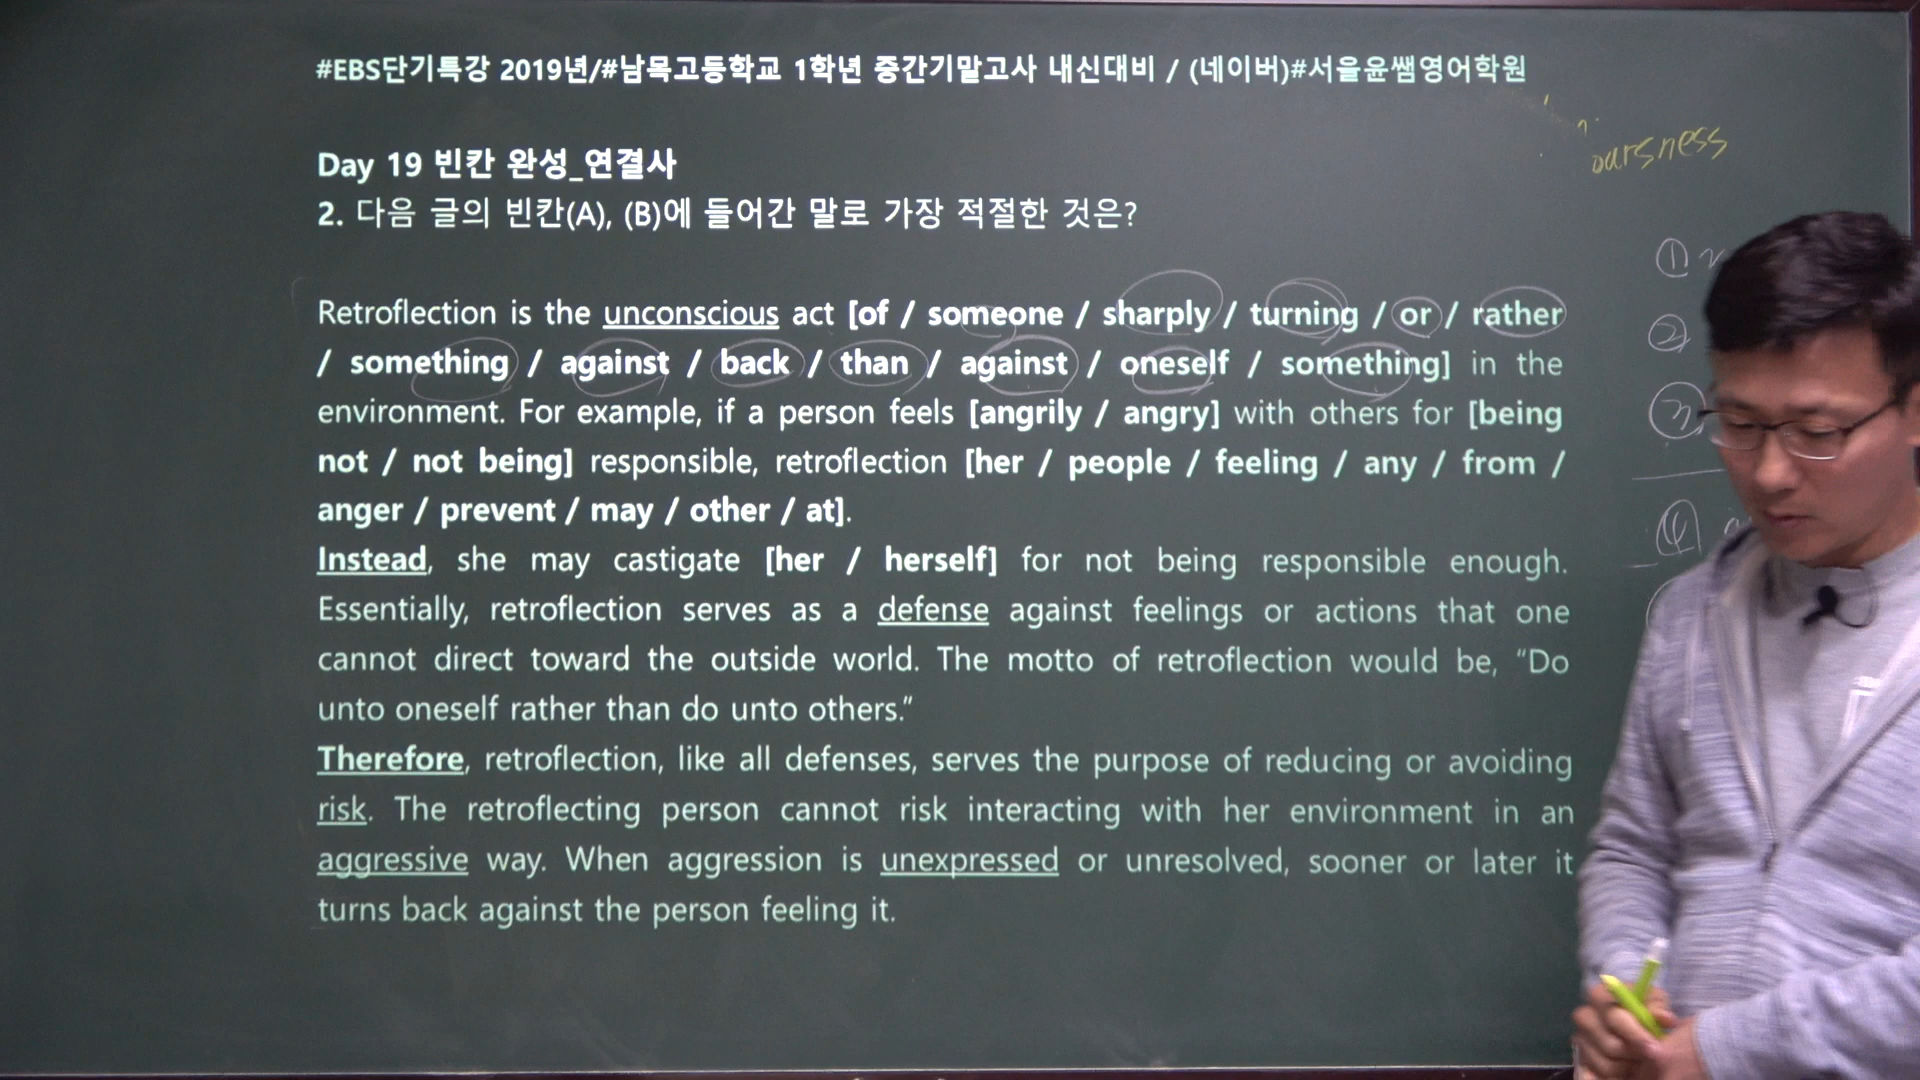 #EBS단기특강 2019년/#남목고등학교 1학년 중간기말고사 내신대비 / (네이버)#서울윤쌤영어학원
Day 19 빈칸 완성_연결사
2. 다음 글의 빈칸(A), (B)에 들어간 말로 가장 적절한 것은?
oarsness
Retroflection is the unconscious act [of / someone / sharply / turning / or / rather
/ something / against / back / than / against / oneself / something] in the
environment. For example, if a person feels [angrily / angry] with others for [being
not / not being] responsible, retroflection [her / people / feeling / any / from /
anger / prevent / may / other / at].
Instead, she may castigate [her / herself] for not being responsible enough.
Essentially, retroflection serves as a defense against feelings or actions that one
cannot direct toward the outside world. The motto of retroflection would be, “Do
unto oneself rather than do unto others.”
Therefore, retroflection, like all defenses, serves the purpose of reducing or avoiding
risk. The retroflecting person cannot risk interacting with her environment in an
aggressive way. When aggression is unexpressed or unresolved, sooner or later it
turns back against the person feeling it.
①
②
④